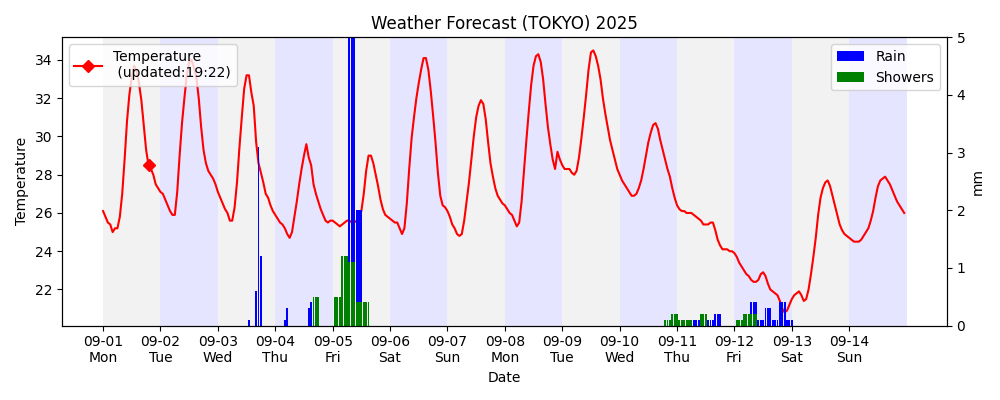 Weather Forecast (TOKYO) 2025
Temperature
(updated:19:22)
Rain
Showers
Temperature
34
32
30
28
26
24
22
5
4
3
2
1
0
mm
09-01 09-02 09-03 09-04 09-05 09-06 09-07 09-08 09-09 09-10 09-11 09-12 09-13 09-14
Mon Tue Wed Thu Fri Sat Sun Mon Tue Wed Thu Fri Sat Sun
Date